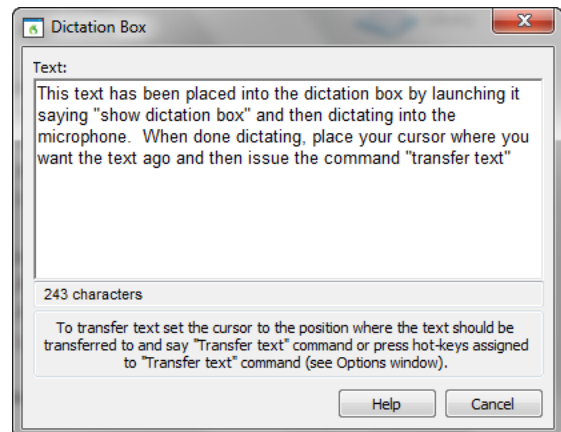 Dictation Box
Text:
This text has been placed into the dictation box by launching it
saying "show dictation box" and then dictating into the
microphone.  When done dictating, place your cursor where you
want the text ago and then issue the command "transfer text"
243 characters
To transfer text set the cursor to the position where the text should be
transferred to and say "Transfer text" command or press hot-keys assigned
to "Transfer text" command (see Options window).
Help
Cancel